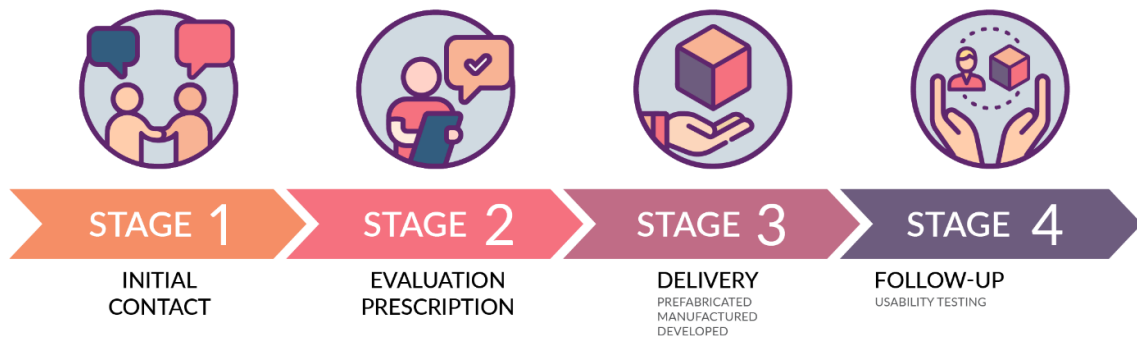 STAGE 1
STAGE 2
STAGE 3
STAGE 4
INITIAL
CONTACT
EVALUATION
PRESCRIPTION
DELIVERY
PREFABRICATED
MANUFACTURED
DEVELOPED
FOLLOW-UP
USABILITY TESTING